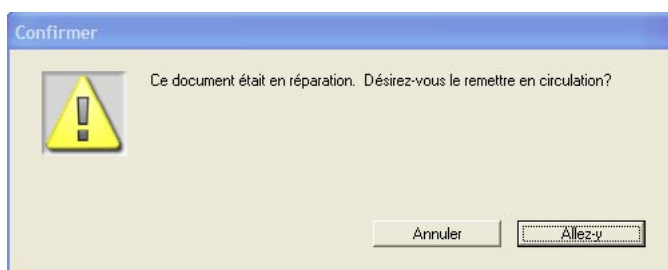 Confirmer
Ce document était en réparation. Désirez-vous le remettre en circulation?
Annuler
Allez-y